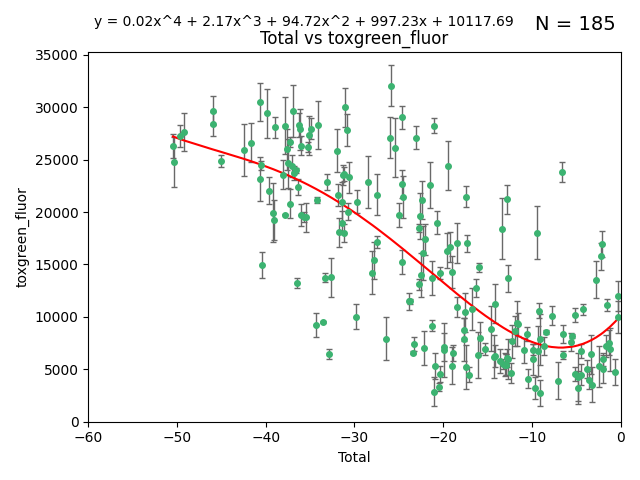 y = 0.02x^4 + 2.17x^3 + 94.72x^2 + 997.23x + 10117.69 N = 185
Total vs toxgreen_fluor
35000
30000
25000
20000
15000
10000
5000
0
toxgreen_fluor
−60 −50 −40 −30 −20 −10 0
Total